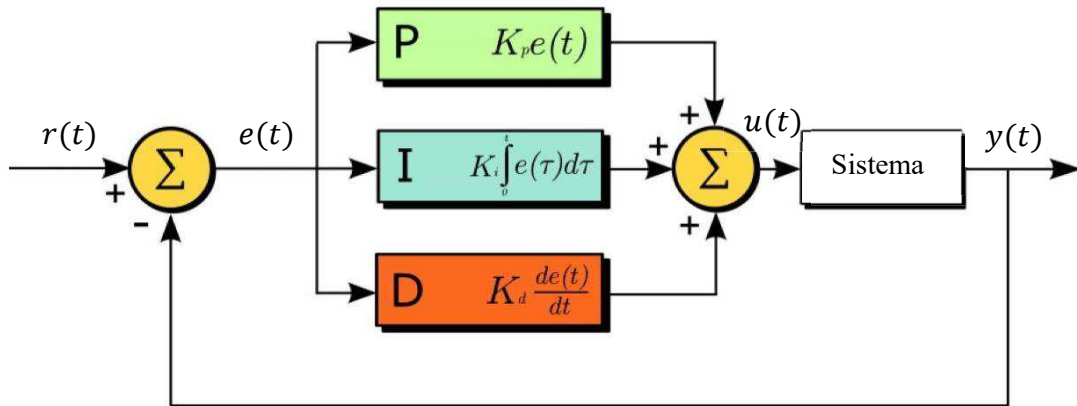 P K_p e(t)
r(t)
e(t)
I K_i ∫_0^t e(τ)dτ
D K_d de(t)/dt
Σ
+
-
+
+
+
Σ
u(t)
Sistema
y(t)